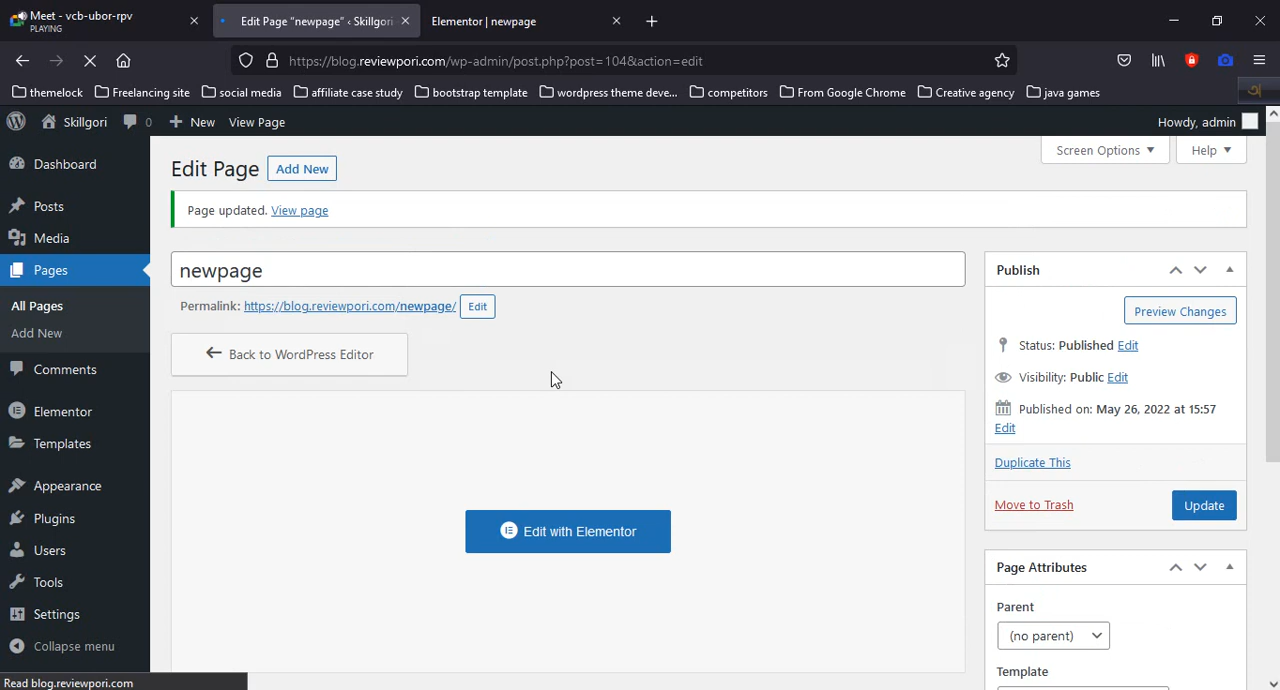 Meet - vcb-ubor-rpv
PLAYING
Edit Page "newpage" ‹ Skillgori
Elementor | newpage
https://blog.reviewpori.com/wp-admin/post.php?post=104&action=edit
themelock
Freelancing site
social media
affiliate case study
bootstrap template
wordpress theme deve...
competitors
From Google Chrome
Creative agency
java games
Skillgori
0
New
View Page
Howdy, admin
Dashboard
Posts
Media
Pages
All Pages
Add New
Comments
Elementor
Templates
Appearance
Plugins
Users
Tools
Settings
Collapse menu
Screen Options
Help
Edit Page
Add New
Page updated. View page
newpage
Permalink: https://blog.reviewpori.com/newpage/ Edit
Back to WordPress Editor
Edit with Elementor
Publish
Preview Changes
Status: Published Edit
Visibility: Public Edit
Published on: May 26, 2022 at 15:57
Edit
Duplicate This
Move to Trash
Update
Page Attributes
Parent
(no parent)
Template
Read blog.reviewpori.com